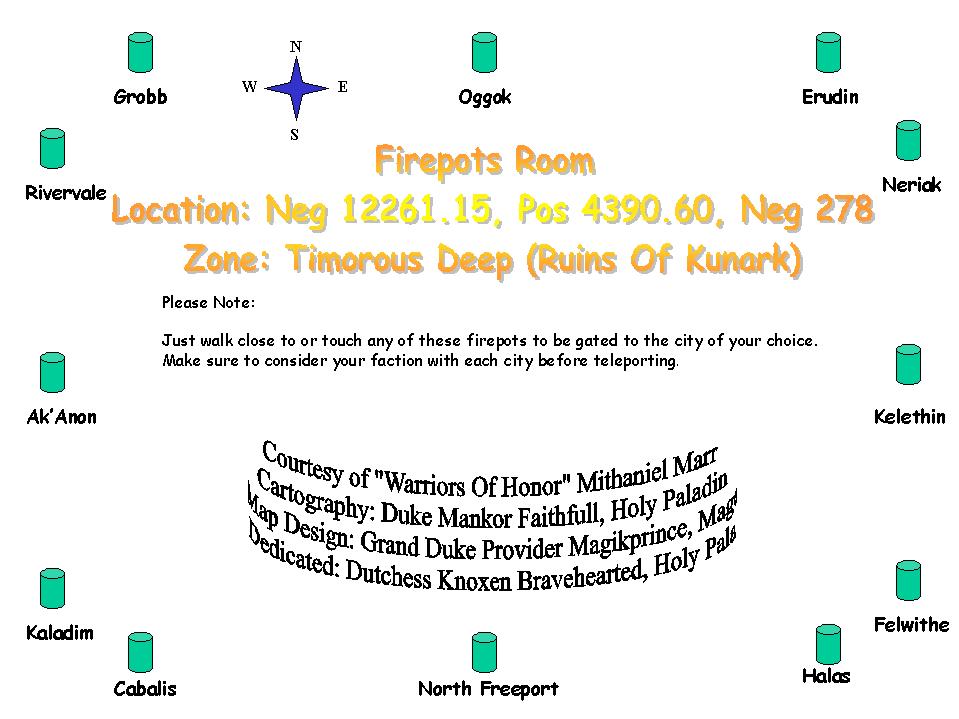 N
Grobb
W
E
Oggok
Erudin
S
Rivervale
Neriak
Firepots Room
Location: Neg 12261.15, Pos 4390.60, Neg 278
Zone: Timorous Deep (Ruins Of Kunark)
Please Note:
Just walk close to or touch any of these firepots to be gated to the city of your choice.
Make sure to consider your faction with each city before teleporting.
Ak'Anon
Kelethin
Courtesy of "Warriors Of Honor" Mithaniel Marr
Cartography: Duke Mankor Faithfull, Holy Paladin
Map Design: Grand Duke Provider Magikprince,
Dedicated: Dutchess Knoxen Bravehearted, Holy
Kaladim
Felwithe
Cabalis
North Freeport
Halas